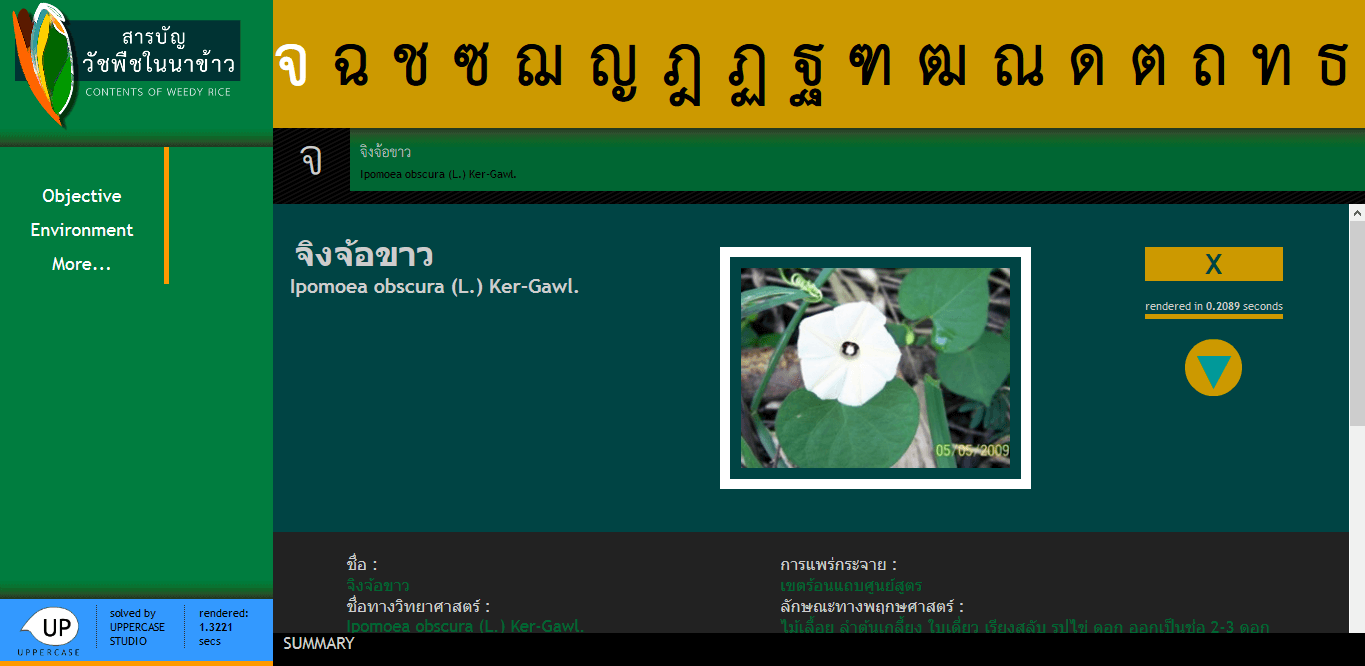 สารบัญ
วัชพืชในนาข้าว
CONTENTS OF WEEDY RICE
จ ฉ ช ซ ฌ ญ ฎ ฏ ฐ ฑ ฒ ณ ด ต ถ ท ธ
จ
จิงจ้อขาว
Ipomoea obscura (L.) Ker-Gawl.
Objective
Environment
More...
จิงจ้อขาว
Ipomoea obscura (L.) Ker-Gawl.
05/05/2009
X
rendered in 0.2089 seconds
ชื่อ :
จิงจ้อขาว
ชื่อทางวิทยาศาสตร์ :
Ipomoea obscura (L.) Ker-Gawl.
การแพร่กระจาย :
เขตร้อนแถบศูนย์สูตร
ลักษณะทางพฤกษศาสตร์ :
ไม้เลื้อย ลำต้นเกลี้ยง ใบเดี่ยว เรียงสลับ รูปไข่ ดอก ออกเป็นช่อ 2-3 ดอก
SUMMARY
UP
UPPERCASE
solved by
UPPERCASE
STUDIO
rendered:
1.3221
secs